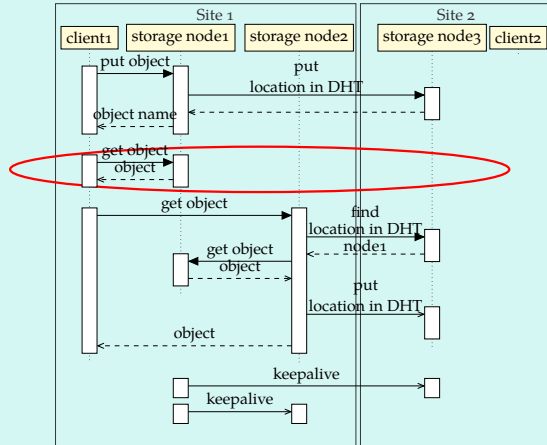 Site 1
Site 2
client1
storage node1
storage node2
storage node3
client2
put object
put
location in DHT
object name
get object
object
get object
find
location in DHT
get object
node1
object
put
location in DHT
object
keepalive
keepalive